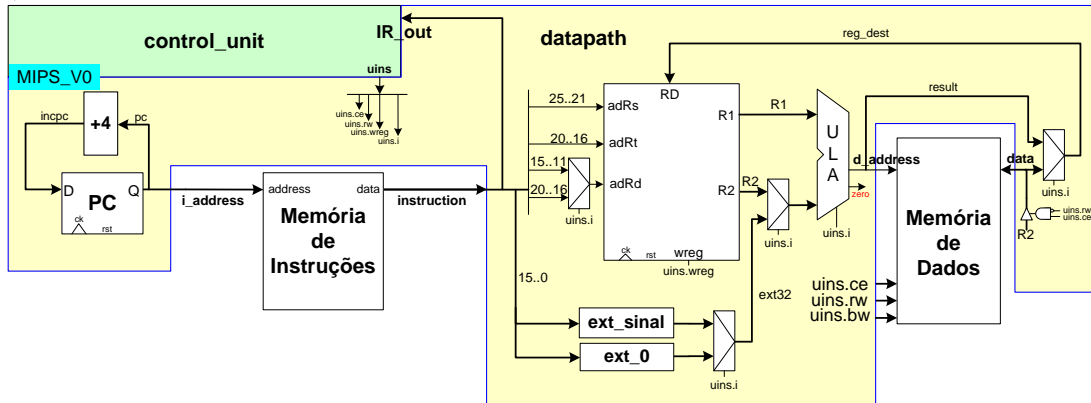 control_unit
IR_out
MIPS_V0
uins
uins.ce
uins.rw
uins.wreg
uins.i
datapath
reg_dest
incpc
+4
pc
D
Q
PC
ck
rst
i_address
address
data
Memória
de
Instruções
instruction
25..21
20..16
15..11
20..16
uins.i
adRs
adRt
adRd
RD
R1
R2
ck
rst
wreg
uins.wreg
R1
R2
uins.i
U
L
A
uins.i
zero
result
d_address
data
Memória
de
Dados
uins.i
uins.rw
uins.ce
R2
uins.ce
uins.rw
uins.bw
15..0
ext_sinal
ext_0
uins.i
ext32